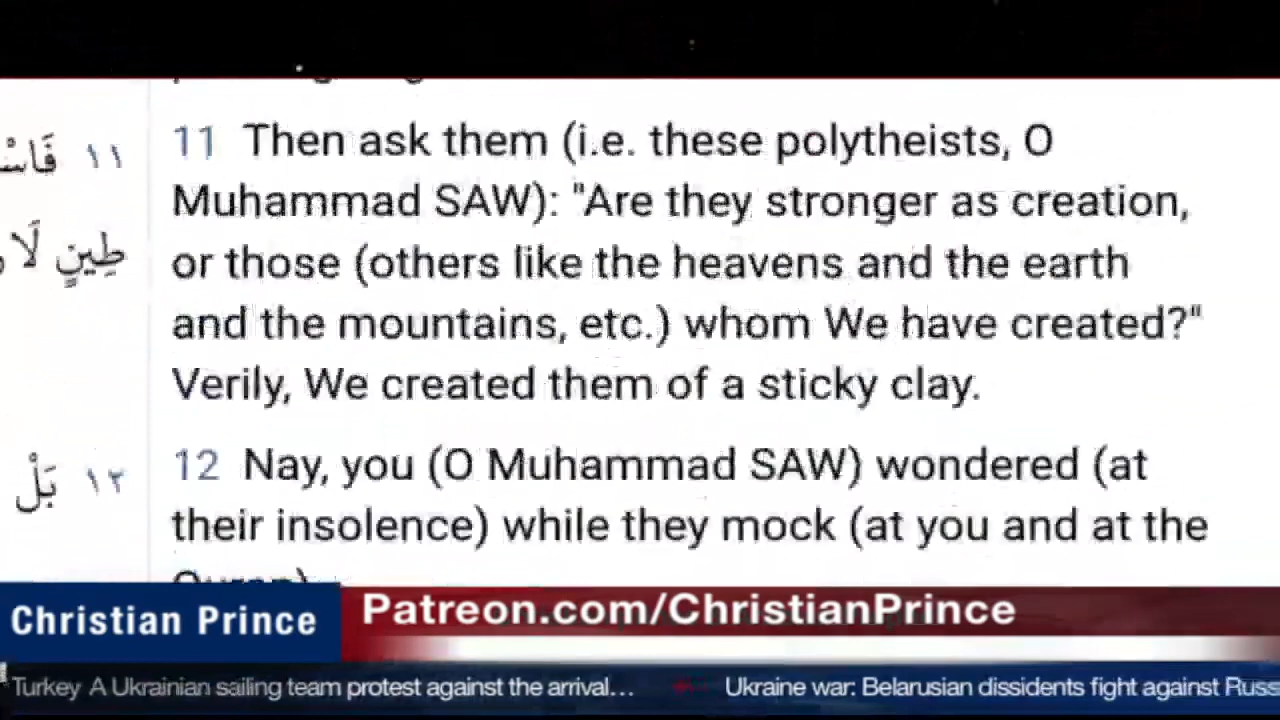 11 Then ask them (i.e. these polytheists, O
Muhammad SAW): "Are they stronger as creation,
or those (others like the heavens and the earth
and the mountains, etc.) whom We have created?"
Verily, We created them of a sticky clay.
١١
طِينٍ لَّا
12 Nay, you (O Muhammad SAW) wondered (at
their insolence) while they mock (at you and at the
١٢ بَلْ
Christian Prince
Patreon.com/ChristianPrince
Turkey A Ukrainian sailing team protest against the arrival...
Ukraine war: Belarusian dissidents fight against Russ